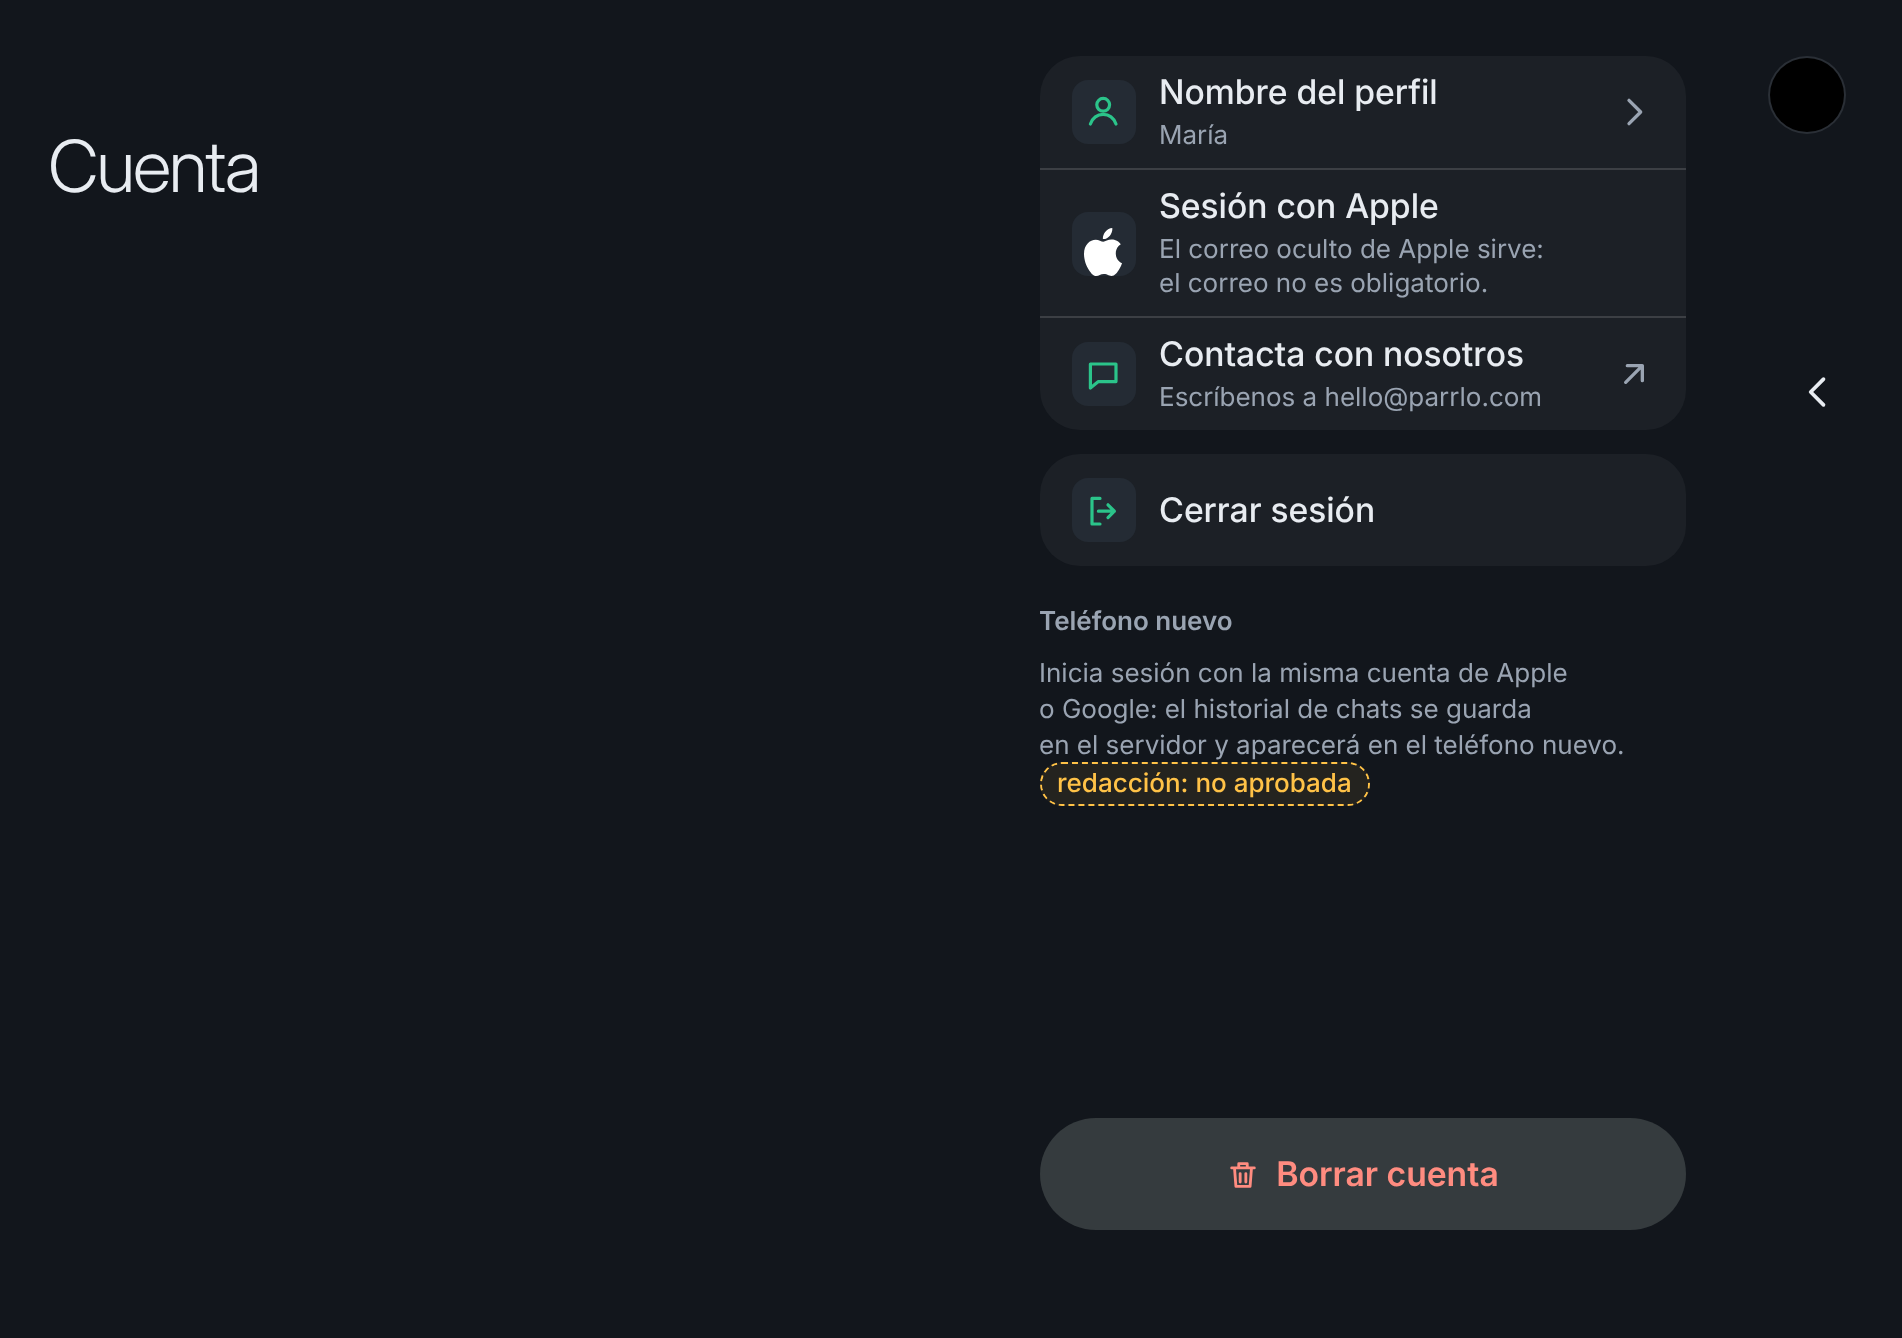 Cuenta
Nombre del perfil
María
Sesión con Apple
El correo oculto de Apple sirve:
el correo no es obligatorio.
Contacta con nosotros
Escríbenos a hello@parrlo.com
Cerrar sesión
Teléfono nuevo
Inicia sesión con la misma cuenta de Apple
o Google: el historial de chats se guarda
en el servidor y aparecerá en el teléfono nuevo.
redacción: no aprobada
Borrar cuenta